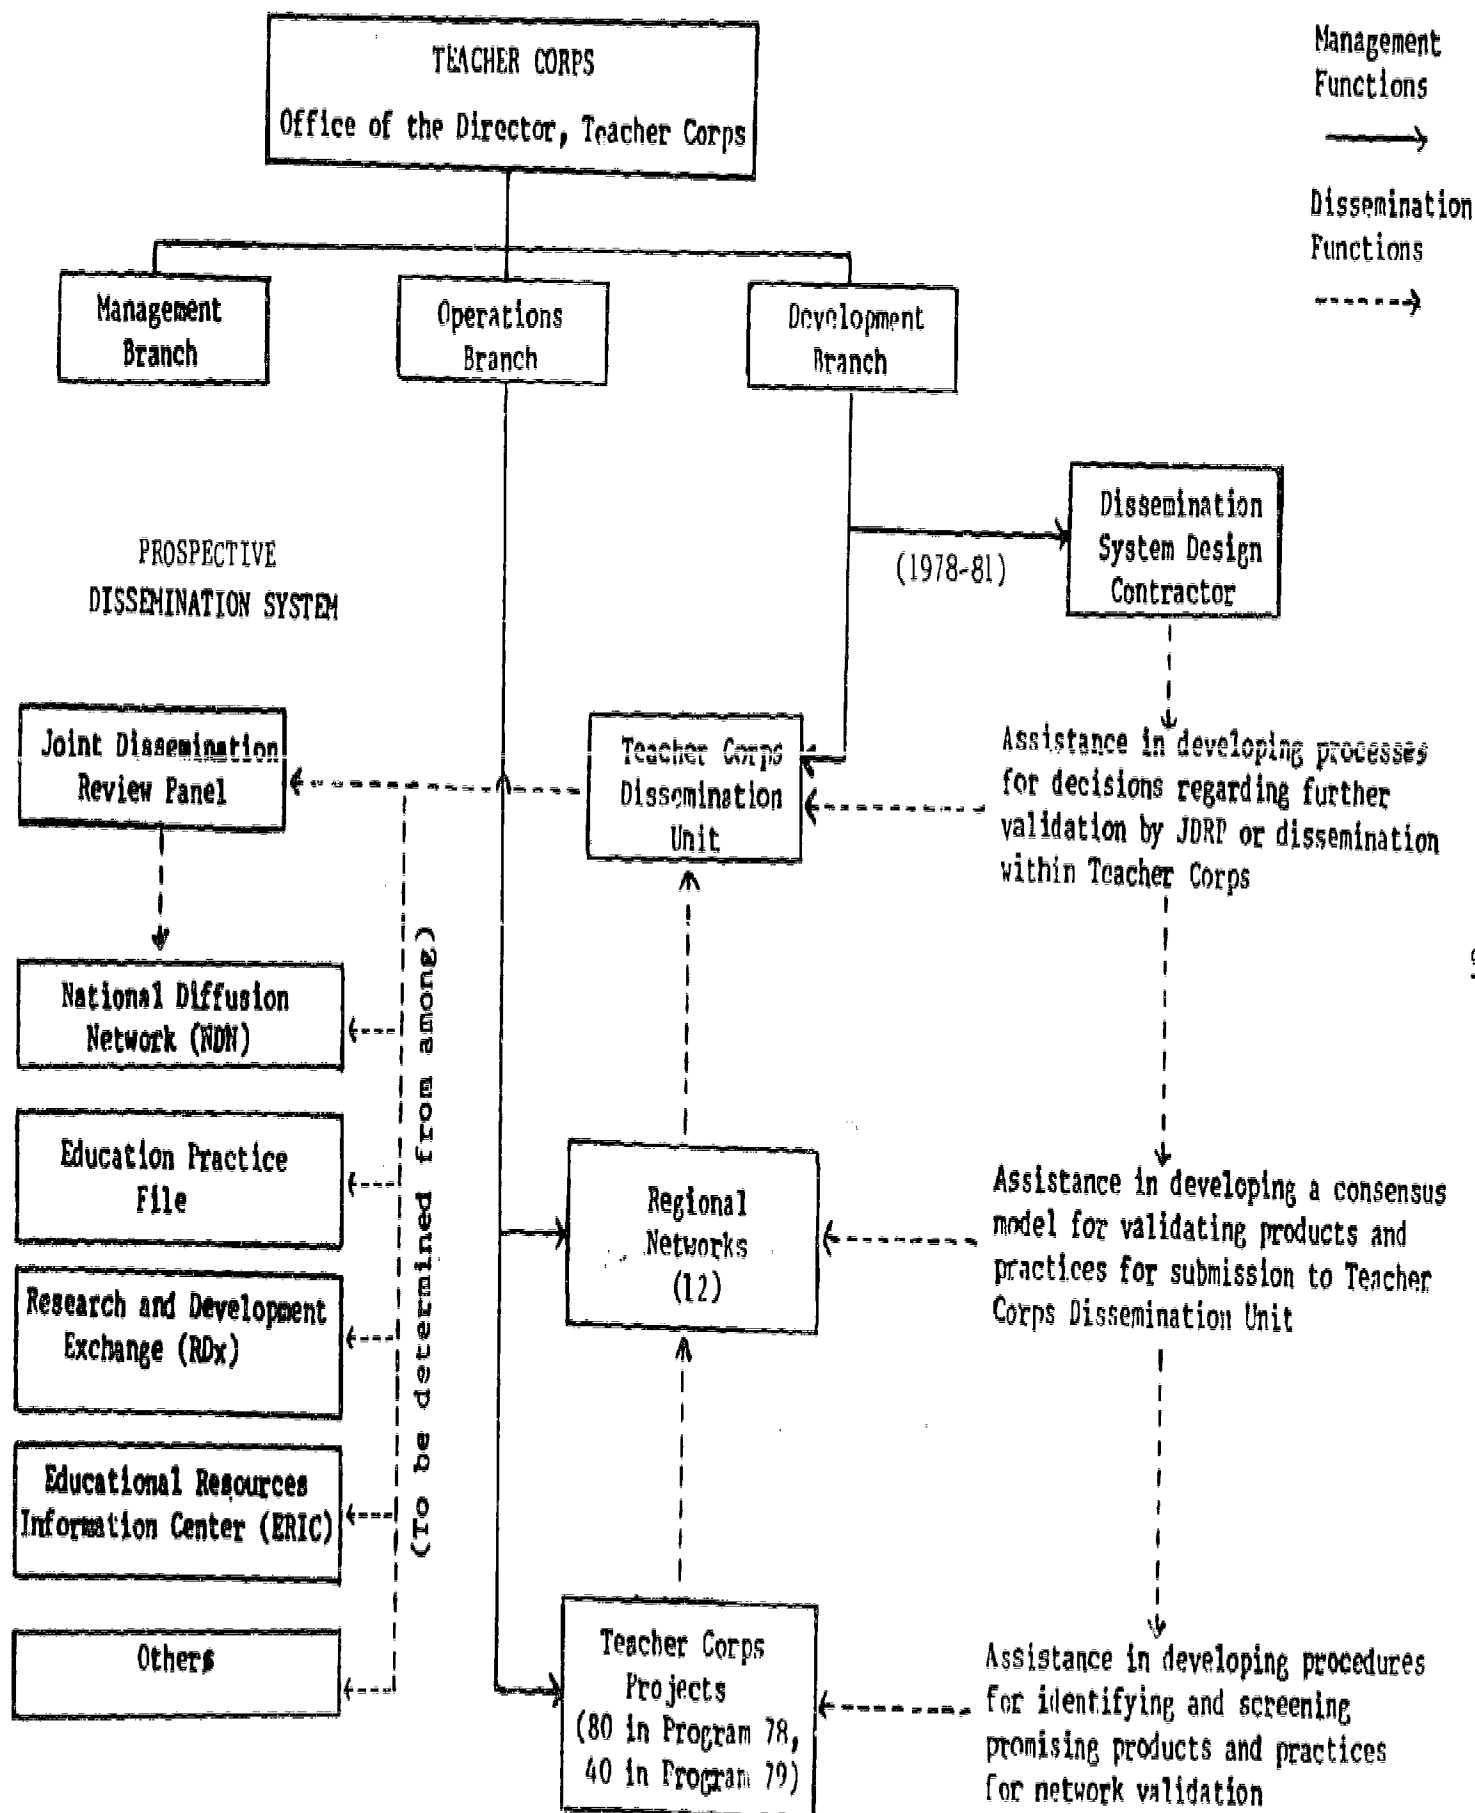 TEACHER CORPS
Office of the Director, Teacher Corps
Management
Functions
Dissemination
Functions
Management
Branch
Operations
Branch
Development
Branch
Dissemination
System Design
Contractor
(1978-81)
PROSPECTIVE
DISSEMINATION SYSTEM
Joint Dissemination
Review Panel
Teacher Corps
Dissemination
Unit
Assistance in developing processes
for decisions regarding further
validation by JDRP or dissemination
within Teacher Corps
(To be determined from among)
National Diffusion
Network (NDN)
Education Practice
File
Research and Development
Exchange (RDx)
Educational Resources
Information Center (ERIC)
Others
Regional
Networks
(12)
Assistance in developing a consensus
model for validating products and
practices for submission to Teacher
Corps Dissemination Unit
Teacher Corps
Projects
(80 in Program 78,
40 in Program 79)
Assistance in developing procedures
for identifying and screening
promising products and practices
for network validation